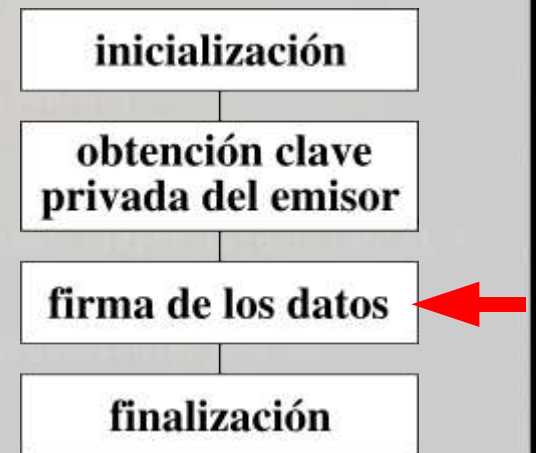 inicialización
obtención clave
privada del emisor
firma de los datos
finalización